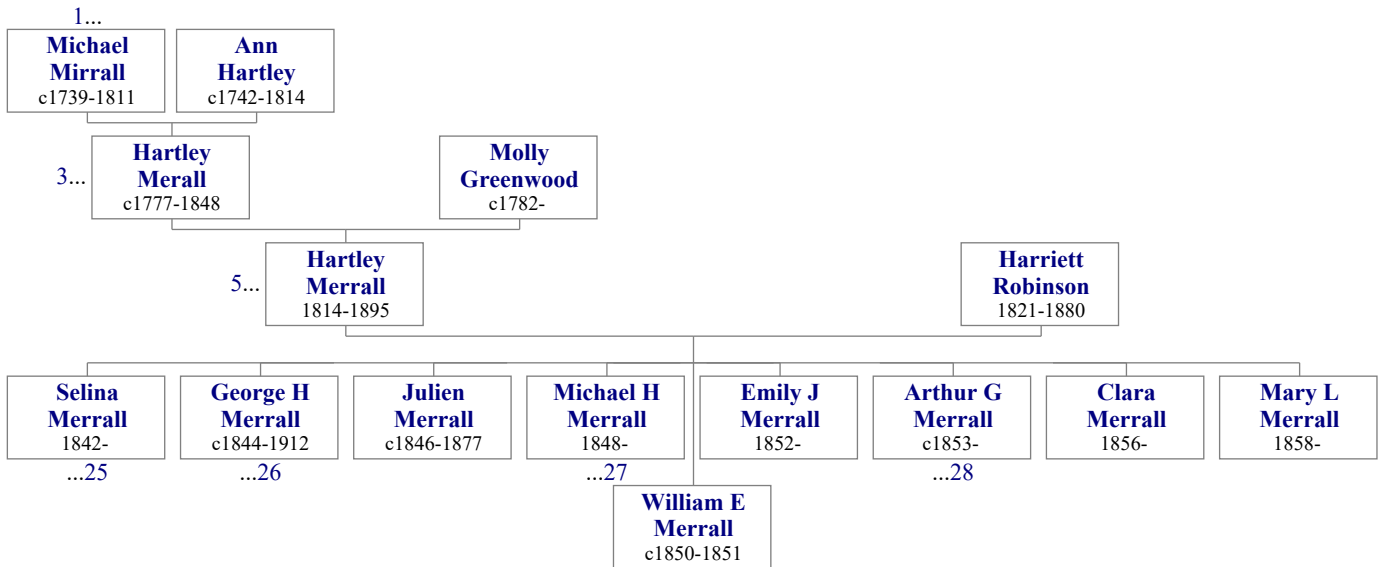 1...
Michael
Mirrall
c1739-1811
Ann
Hartley
c1742-1814
3...
Hartley
Merall
c1777-1848
Molly
Greenwood
c1782-
5...
Hartley
Merrall
1814-1895
Harriett
Robinson
1821-1880
Selina
Merrall
1842-
...25
George H
Merrall
c1844-1912
...26
Julien
Merrall
c1846-1877
Michael H
Merrall
1848-
...27
Emily J
Merrall
1852-
Arthur G
Merrall
c1853-
...28
Clara
Merrall
1856-
Mary L
Merrall
1858-
William E
Merrall
c1850-1851